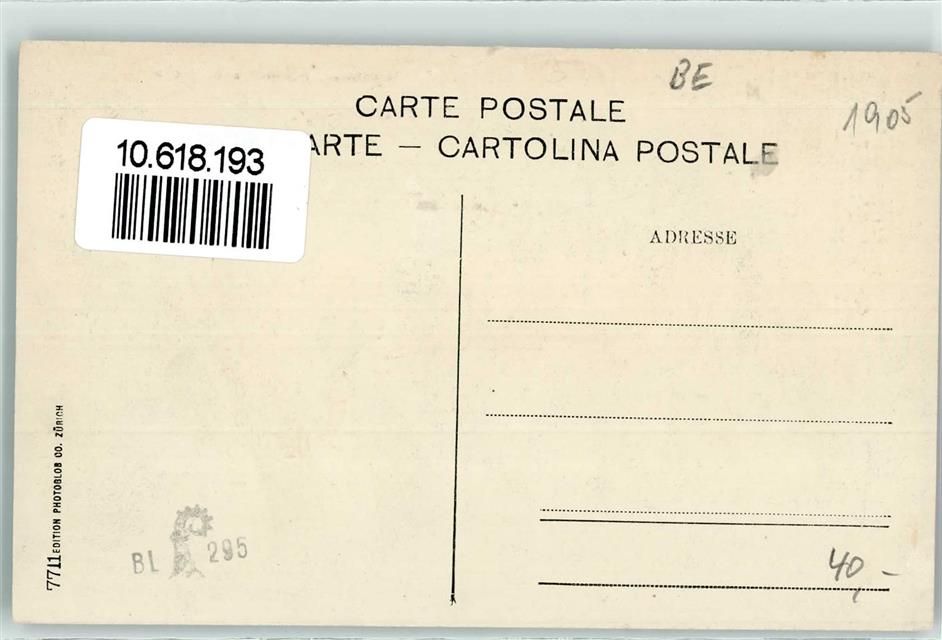 BE
1905
CARTE POSTALE
ARTE — CARTOLINA POSTALE
10.618.193
ADRESSE
7711 EDITION PHOTOGLOB CO. ZÜRICH
BL 295
40,-